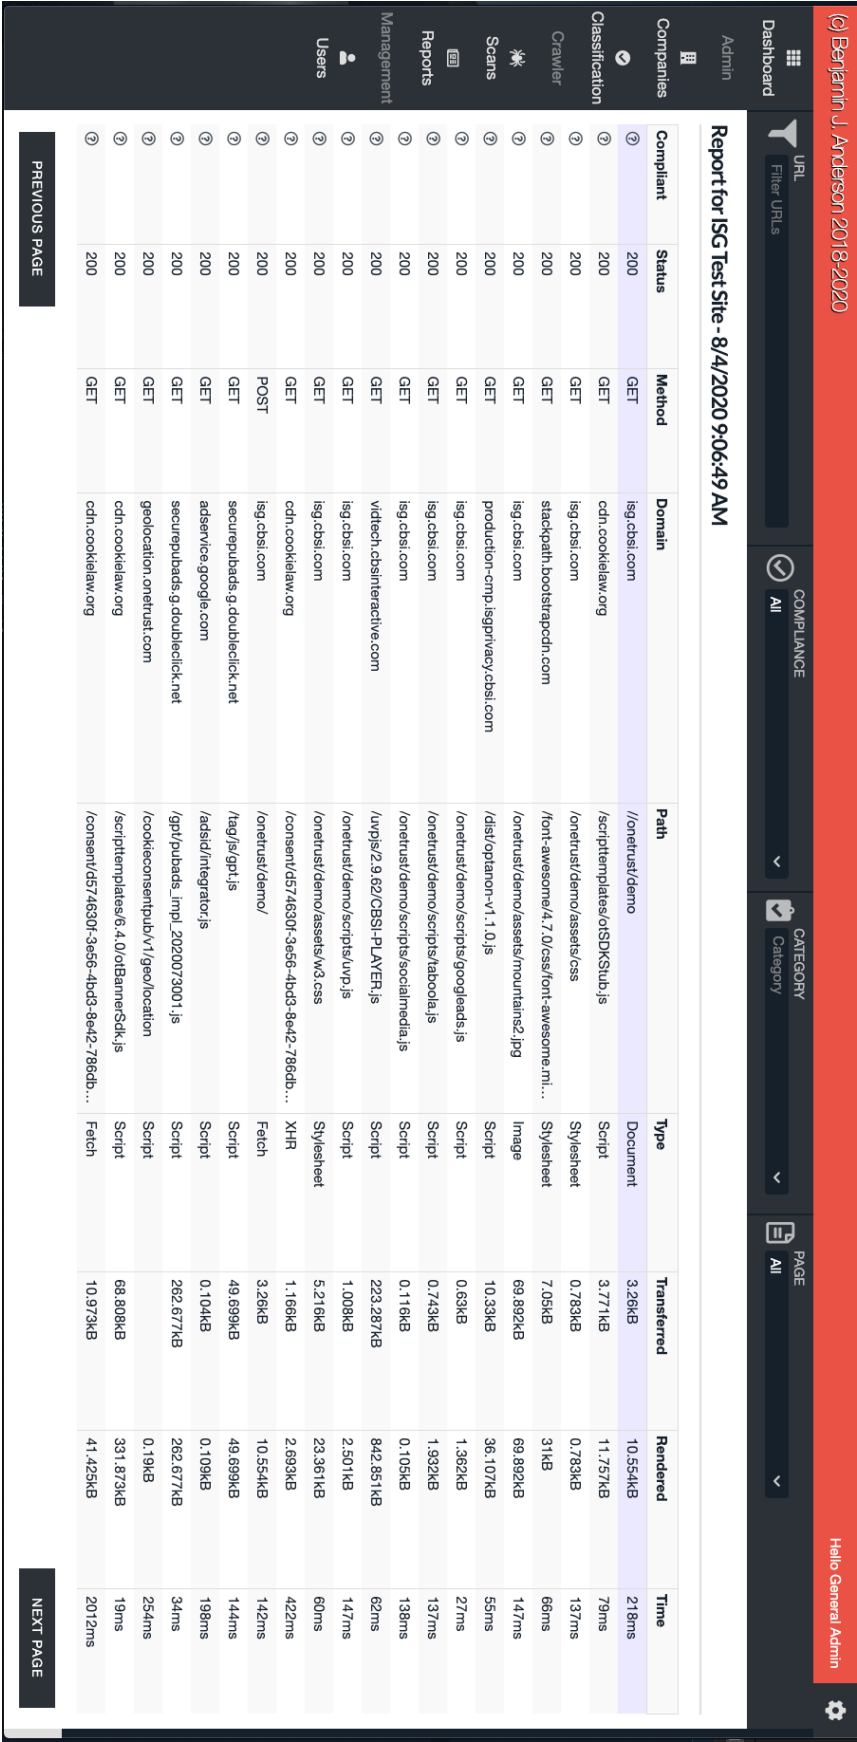 (c) Benjamin J. Anderson 2018-2020
Hello General Admin
Dashboard
Admin
Companies
Classification
Crawler
Scans
Reports
Management
Users
URL
Filter URLs
COMPLIANCE
All
CATEGORY
Category
PAGE
All
Report for ISG Test Site - 8/4/2020 9:06:49 AM
Compliant Status Method Domain Path Type Transferred Rendered Time
200 GET isg.cbsi.com //onetrust/demo Document 3.26kB 10.554kB 218ms
200 GET cdn.cookielaw.org /scripttemplates/otSDKStub.js Script 3.771kB 11.757kB 79ms
200 GET isg.cbsi.com /onetrust/demo/assets/css Stylesheet 0.783kB 0.783kB 137ms
200 GET stackpath.bootstrapcdn.com /font-awesome/4.7.0/css/font-awesome.mi... Stylesheet 7.05kB 31kB 66ms
200 GET isg.cbsi.com /onetrust/demo/assets/mountains2.jpg Image 69.892kB 69.892kB 147ms
200 GET production-cmp.isgprivacy.cbsi.com /dist/optanon-v1.1.0.js Script 10.33kB 36.107kB 55ms
200 GET isg.cbsi.com /onetrust/demo/scripts/googleads.js Script 0.63kB 1.362kB 27ms
200 GET isg.cbsi.com /onetrust/demo/scripts/taboola.js Script 0.743kB 1.932kB 137ms
200 GET isg.cbsi.com /onetrust/demo/scripts/socialmedia.js Script 0.118kB 0.105kB 138ms
200 GET vidtech.cbsinteractive.com /uvpjs/2.9.62/CBSI-PLAYER.js Script 223.287kB 842.851kB 62ms
200 GET isg.cbsi.com /onetrust/demo/scripts/uvp.js Script 1.008kB 2.501kB 147ms
200 GET isg.cbsi.com /onetrust/demo/assets/w3.css Stylesheet 5.216kB 23.361kB 60ms
200 GET cdn.cookielaw.org /consent/d574630f-3e56-4bd3-8e42-786db... XHR 1.166kB 2.693kB 422ms
200 POST isg.cbsi.com /onetrust/demo/ Fetch 3.26kB 10.554kB 142ms
200 GET securepubads.g.doubleclick.net /tag/js/gpt.js Script 49.699kB 49.699kB 144ms
200 GET adservice.google.com /adsid/integrator.js Script 0.104kB 0.109kB 198ms
200 GET securepubads.g.doubleclick.net /gpt/pubads_impl_2020073001.js Script 262.677kB 262.677kB 34ms
200 GET geolocation.onetrust.com /cookieconsentpub/v1/geo/location Script 0.19kB 254ms
200 GET cdn.cookielaw.org /scripttemplates/6.4.0/otBannerSdk.js Script 68.808kB 331.873kB 19ms
200 GET cdn.cookielaw.org /consent/d574630f-3e56-4bd3-8e42-786db... Fetch 10.973kB 41.425kB 2012ms
PREVIOUS PAGE
NEXT PAGE